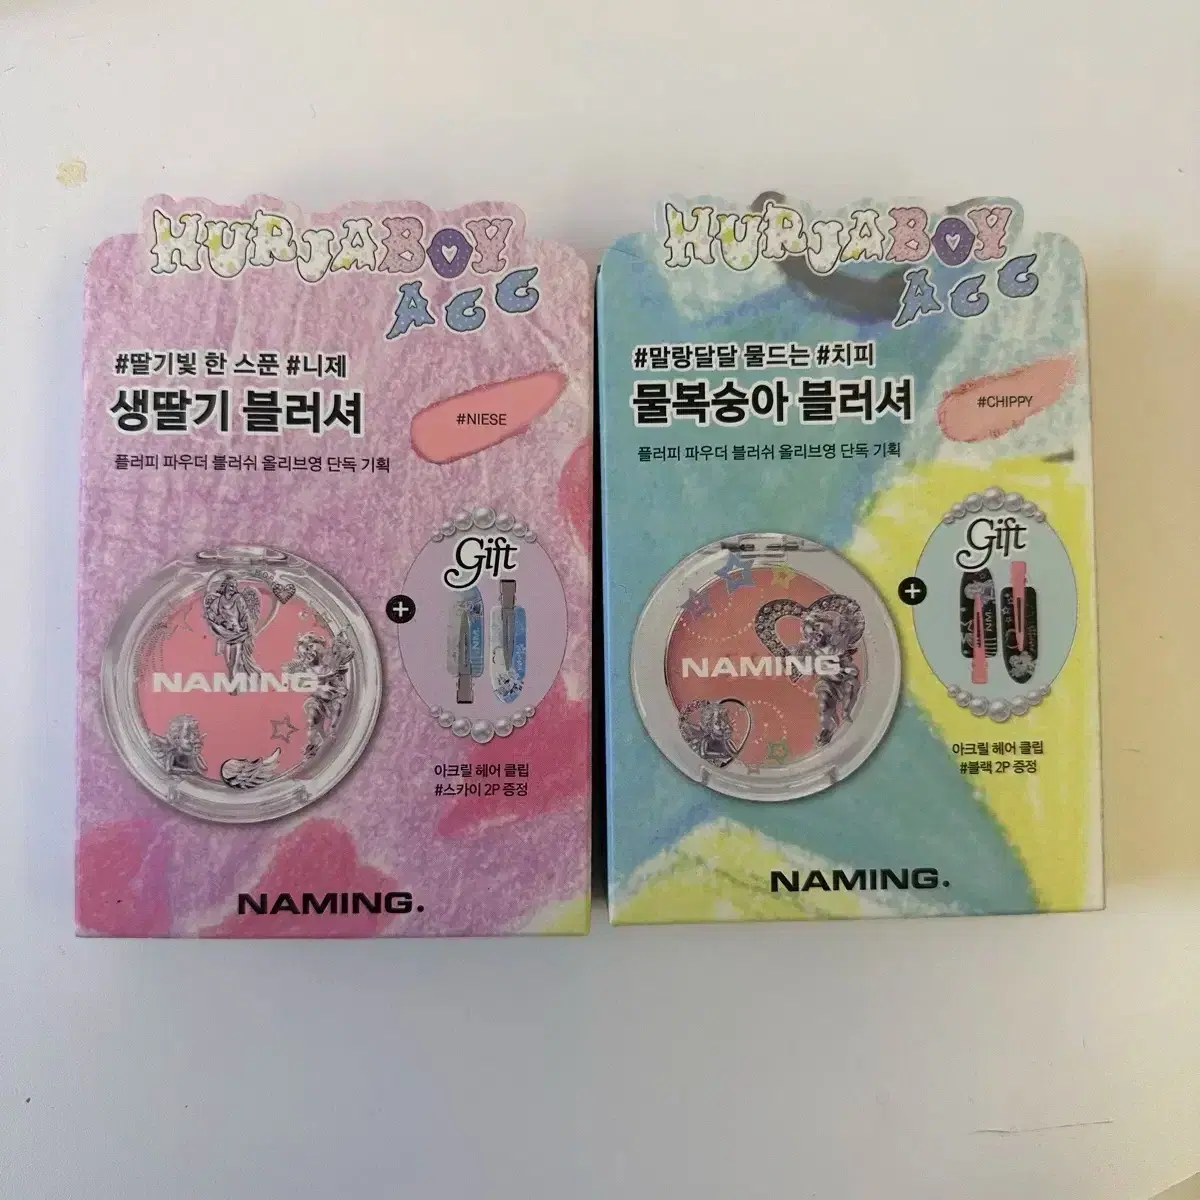 HURJABOY
ACC
#딸기빛 한 스푼 #니제
생딸기 블러셔
#NIESE
플러피 파우더 블러쉬 올리브영 단독 기획
Gift
NAMING.
+
아크릴 헤어 클립
#스카이 2P 증정
NAMING.
HURJABOY
ACC
#말랑달달 물드는 #치피
물복숭아 블러셔
#CHIPPY
플러피 파우더 블러쉬 올리브영 단독 기획
Gift
NAMING.
+
아크릴 헤어 클립
#블랙 2P 증정
NAMING.